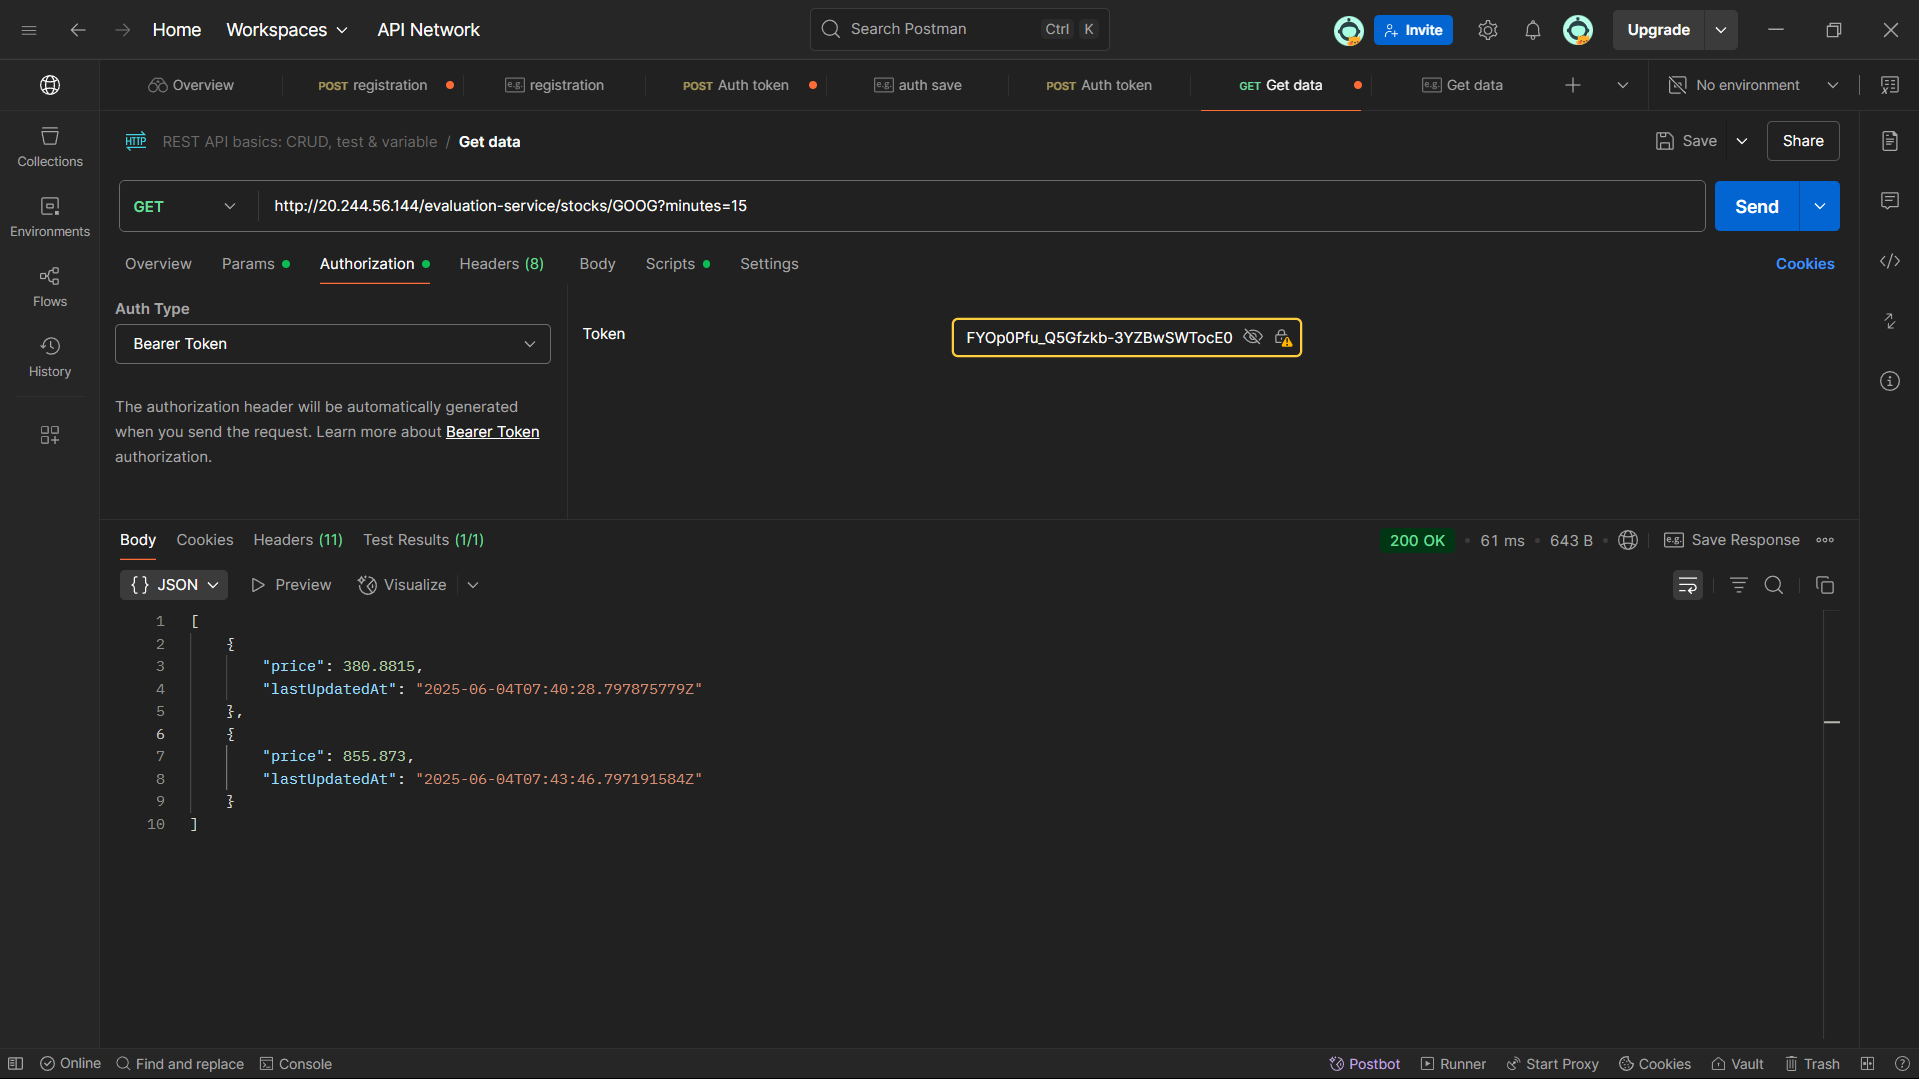 Home Workspaces API Network Search Postman Ctrl K Invite Upgrade
Overview POST registration e.g. registration POST Auth token e.g. auth save POST Auth token GET Get data e.g. Get data No environment
HTTP REST API basics: CRUD, test & variable / Get data Save Share
Collections
Environments
Flows
History
GET http://20.244.56.144/evaluation-service/stocks/GOOG?minutes=15 Send
Overview Params Authorization Headers (8) Body Scripts Settings Cookies
Auth Type
Bearer Token
The authorization header will be automatically generated
when you send the request. Learn more about Bearer Token
authorization.
Token FYOp0Pfu_Q5Gfzkb-3YZBwSWTocE0
Body Cookies Headers (11) Test Results (1/1) 200 OK 61 ms 643 B e.g. Save Response
{} JSON Preview Visualize
1 [
2 {
3 "price": 380.8815,
4 "lastUpdatedAt": "2025-06-04T07:40:28.797875779Z"
5 },
6 {
7 "price": 855.873,
8 "lastUpdatedAt": "2025-06-04T07:43:46.797191584Z"
9 }
10 ]
Online Find and replace Console Postbot Runner Start Proxy Cookies Vault Trash